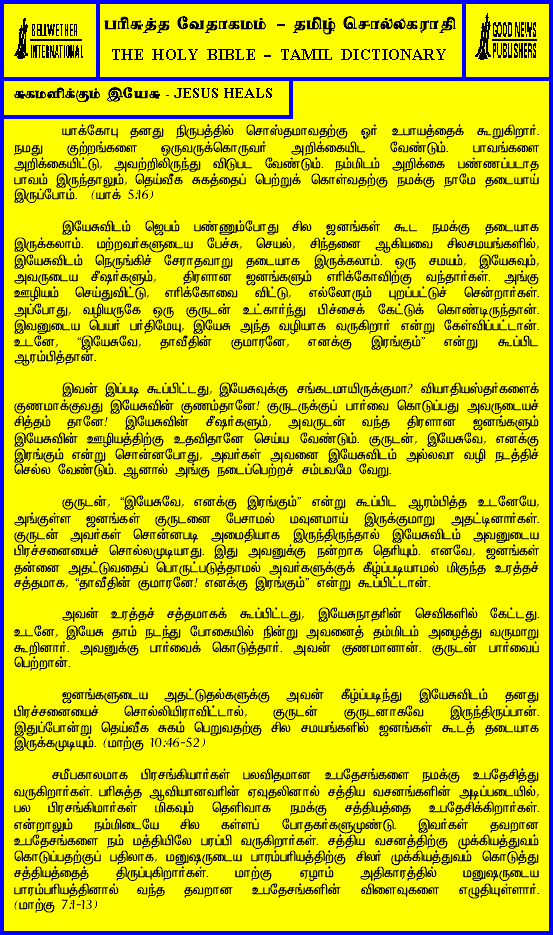 BELLWETHER
INTERNATIONAL
பரிசுத்த வேதாகமம் – தமிழ் சொல்லகராதி
THE HOLY BIBLE – TAMIL DICTIONARY
GOOD NEWS
PUBLISHERS
சுகமளிக்கும் இயேசு - JESUS HEALS
யாக்கோபு தனது நிருபத்தில் சொஸ்தமாவதற்கு ஓர் உபாயத்தைக் கூறுகிறார்.
நமது குற்றங்களை ஒருவருக்கொருவர் அறிக்கையிட வேண்டும். பாவங்களை
அறிக்கையிட்டு, அவற்றிலிருந்து விடுபட வேண்டும். நம்மிடம் அறிக்கை பண்ணப்படாத
பாவம் இருந்தாலும், தெய்வீக சுகத்தைப் பெற்றுக் கொள்வதற்கு நமக்கு நாமே தடையாய்
இருப்போம். (யாக் 5:16)
இயேசுவிடம் ஜெபம் பண்ணும்போது சில ஜனங்கள் கூட நமக்கு தடையாக
இருக்கலாம். மற்றவர்களுடைய பேச்சு, செயல், சிந்தனை ஆகியவை சிலசமயங்களில்,
இயேசுவிடம் நெருங்கிச் சேராதவாறு தடையாக இருக்கலாம். ஒரு சமயம், இயேசுவும்,
அவருடைய சீஷர்களும், திரளான ஜனங்களும் எரிக்கோவிற்கு வந்தார்கள். அங்கு
ஊழியம் செய்துவிட்டு, எரிக்கோவை விட்டு, எல்லோரும் புறப்பட்டுச் சென்றார்கள்.
அப்போது, வழியருகே ஒரு குருடன் உட்கார்ந்து பிச்சைக் கேட்டுக் கொண்டிருந்தான்.
இவனுடைய பெயர் பர்திமேயு, இயேசு அந்த வழியாக வருகிறார் என்று கேள்விப்பட்டான்.
உடனே, “இயேசுவே, தாவீதின் குமாரனே, எனக்கு இரங்கும்” என்று கூப்பிட
ஆரம்பித்தான்.
இவன் இப்படி கூப்பிட்டது, இயேசுவுக்கு சங்கடமாயிருக்குமா? வியாதியஸ்தர்களைக்
குணமாக்குவது இயேசுவின் குணம்தானே! குருடருக்குப் பார்வை கொடுப்பது அவருடையச்
சித்தம் தானே! இயேசுவின் சீஷர்களும், அவருடன் வந்த திரளான ஜனங்களும்
இயேசுவின் ஊழியத்திற்கு உதவிதானே செய்ய வேண்டும். குருடன், இயேசுவே, எனக்கு
இரங்கும் என்று சொன்னபோது, அவர்கள் அவனை இயேசுவிடம் அல்லவா வழி நடத்திச்
செல்ல வேண்டும். ஆனால் அங்கு நடைப்பெற்றச் சம்பவமே வேறு.
குருடன், “இயேசுவே, எனக்கு இரங்கும்” என்று கூப்பிட ஆரம்பித்த உடனேயே,
அங்குள்ள ஜனங்கள் குருடனை பேசாமல் மவுனமாய் இருக்குமாறு அதட்டினார்கள்.
குருடன் அவர்கள் சொன்னபடி அமைதியாக இருந்திருந்தால் இயேசுவிடம் அவனுடைய
பிரச்சனையைச் சொல்லமுடியாது. இது அவனுக்கு நன்றாக தெரியும். எனவே, ஜனங்கள்
தன்னை அதட்டுவதைப் பொருட்படுத்தாமல் அவர்களுக்குக் கீழ்ப்படியாமல் மிகுந்த உரத்தச்
சத்தமாக, “தாவீதின் குமாரனே! எனக்கு இரங்கும்” என்று கூப்பிட்டான்.
அவன் உரத்தச் சத்தமாகக் கூப்பிட்டது, இயேசுநாதரின் செவிகளில் கேட்டது.
உடனே, இயேசு தாம் நடந்து போகையில் நின்று அவனைத் தம்மிடம் அழைத்து வருமாறு
கூறினார். அவனுக்கு பார்வைக் கொடுத்தார். அவன் குணமானான். குருடன் பார்வைப்
பெற்றான்.
ஜனங்களுடைய அதட்டுதல்களுக்கு அவன் கீழ்ப்படிந்து இயேசுவிடம் தனது
பிரச்சனையைச் சொல்லியிராவிட்டால், குருடன் குருடனாகவே இருந்திருப்பான்.
இதுப்போன்று தெய்வீக சுகம் பெறுவதற்கு சில சமயங்களில் ஜனங்கள் கூடத் தடையாக
இருக்கமுடியும். (மாற்கு 10:46-52)
சமீபகாலமாக பிரசங்கியார்கள் பலவிதமான உபதேசங்களை நமக்கு உபதேசித்து
வருகிறார்கள். பரிசுத்த ஆவியானவரின் ஏவுதலினால் சத்திய வசனங்களின் அடிப்படையில்,
பல பிரசங்கிமார்கள் மிகவும் தெளிவாக நமக்கு சத்தியத்தை உபதேசிக்கிறார்கள்.
என்றாலும் நம்மிடையே சில கள்ளப் போதகர்களுமுண்டு. இவர்கள் தவறான
உபதேசங்களை நம் மத்தியிலே பரப்பி வருகிறார்கள். சத்திய வசனத்திற்கு முக்கியத்துவம்
கொடுப்பதற்குப் பதிலாக, மனுஷருடைய பாரம்பரியத்திற்கு சிலர் முக்கியத்துவம் கொடுத்து
சத்தியத்தைத் திருப்புகிறார்கள். மாற்கு ஏழாம் அதிகாரத்தில் மனுஷருடைய
பாரம்பரியத்தினால் வந்த தவறான உபதேசங்களின் விளைவுகளை எழுதியுள்ளார்.
(மாற்கு 7:1-13)